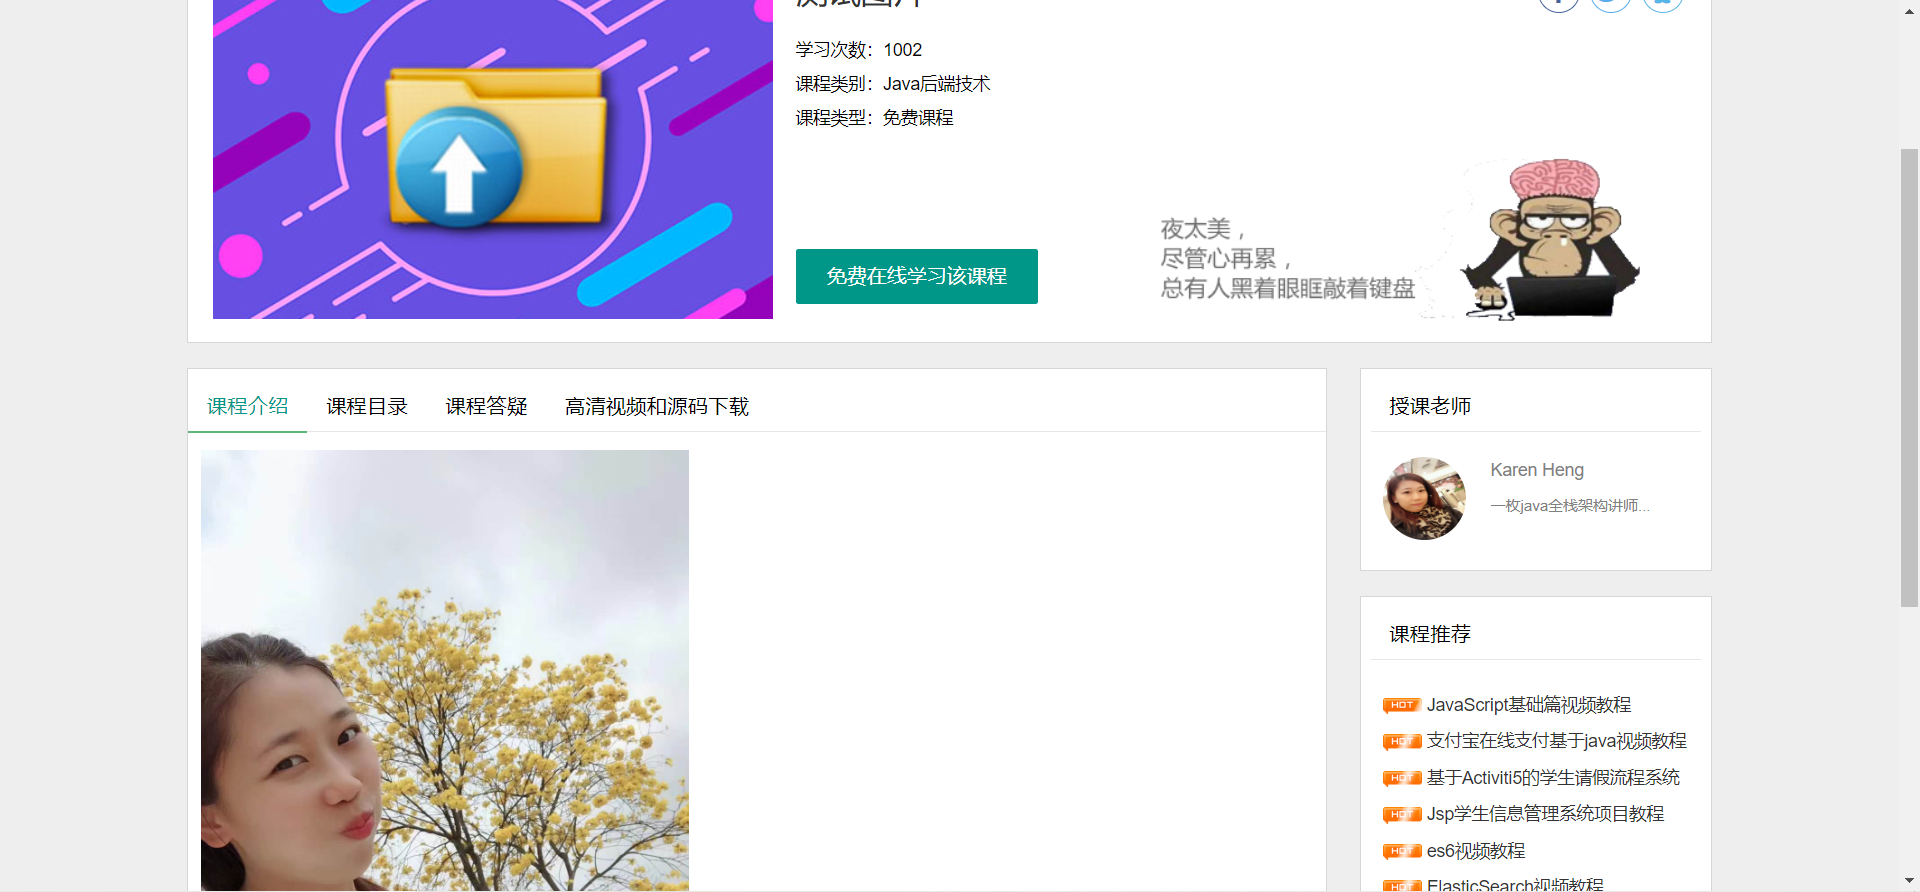 测试图片
学习次数：1002
课程类别：Java后端技术
课程类型：免费课程
免费在线学习该课程
夜太美，
尽管心再累，
总有人黑着眼眶敲着键盘
课程介绍 课程目录 课程答疑 高清视频和源码下载
授课老师
Karen Heng
一枚java全栈架构讲师...
课程推荐
HOT JavaScript基础篇视频教程
HOT 支付宝在线支付基于java视频教程
HOT 基于Activiti5的学生请假流程系统
HOT Jsp学生信息管理系统项目教程
HOT es6视频教程
HOT ElasticSearch视频教程